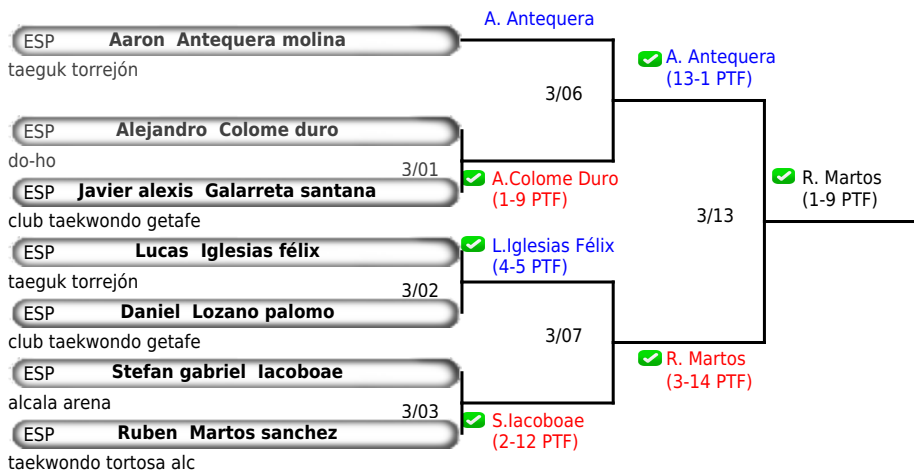 A. Antequera
ESP Aaron Antequera molina
taeguk torrejón
A. Antequera
(13-1 PTF)
3/06
ESP Alejandro Colome duro
do-ho
3/01
ESP Javier alexis Galarreta santana
club taekwondo getafe
A.Colome Duro
(1-9 PTF)
R. Martos
(1-9 PTF)
3/13
ESP Lucas Iglesias félix
taeguk torrejón
L.Iglesias Félix
(4-5 PTF)
3/02
ESP Daniel Lozano palomo
club taekwondo getafe
3/07
ESP Stefan gabriel Iacoboae
alcala arena
R. Martos
(3-14 PTF)
3/03
ESP Ruben Martos sanchez
taekwondo tortosa alc
S.Iacoboae
(2-12 PTF)